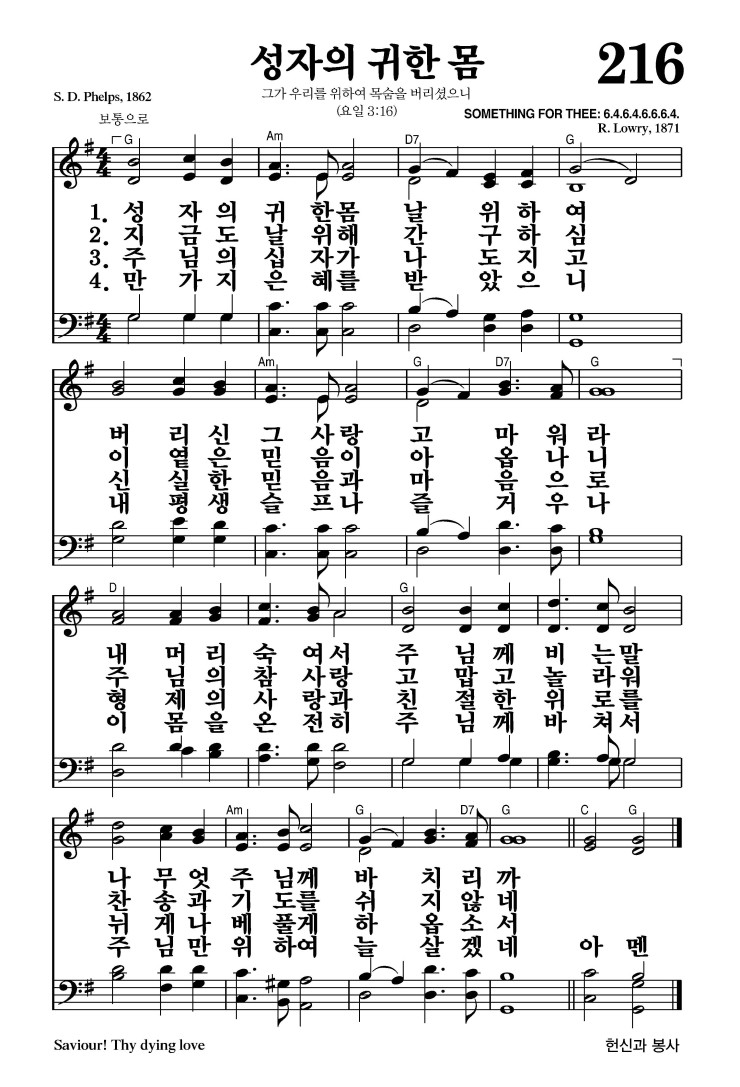 성자의 귀한 몸
216
그가 우리를 위하여 목숨을 버리셨으니
(요일 3:16)
S. D. Phelps, 1862
보통으로
SOMETHING FOR THEE: 6.4.6.4.6.6.6.4.
R. Lowry, 1871
G Am D7 G
1. 성 자 의 귀 한 몸 날 위 하 여
2. 지 금 도 날 위 해 간 구 하 심
3. 주 님 의 십 자 가 나 도 지 고
4. 만 가 지 은 혜 를 받 았 으 니
Am G D7 G
버 리 신 그 사 랑 고 마 워 라
이 옅 은 믿 음 이 아 옵 나 니
신 실 한 믿 음 과 마 음 으 로
내 평 생 슬 프 나 즐 거 우 나
D G
내 머 리 숙 여 서 주 님 께 비 는 말
주 님 의 참 사 랑 고 맙 고 놀 라 워
형 제 의 사 랑 과 친 절 한 위 로 를
이 몸 을 온 전 히 주 님 께 바 쳐 서
Am G D7 G C G
나 무 엇 주 님 께 바 치 리 까
찬 송 과 기 도 를 쉬 지 않 네
뉘 게 나 베 풀 게 하 옵 소 서
주 님 만 위 하 여 늘 살 겠 네 아 멘
Saviour! Thy dying love
헌신과 봉사